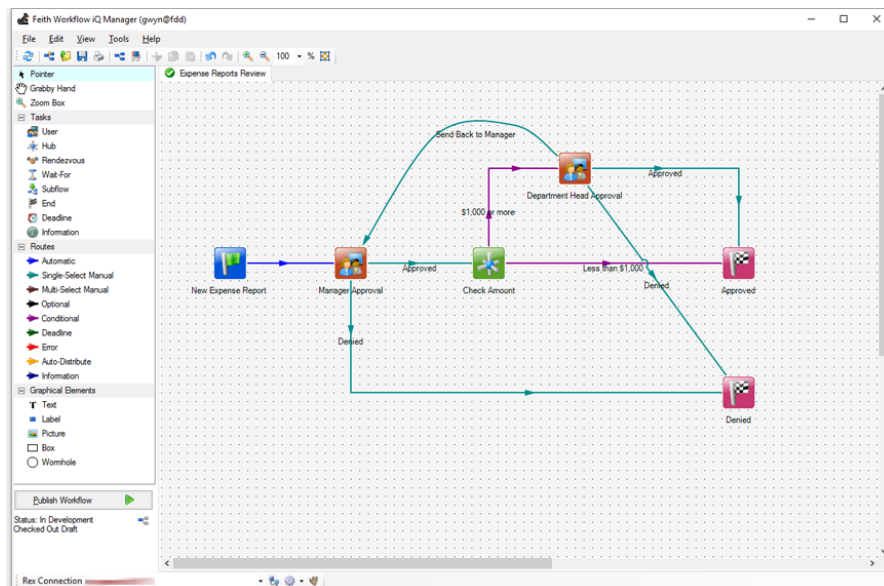 Feith Workflow iQ Manager (gwyn@fdd)
File Edit View Tools Help
100 %
Pointer
Grabby Hand
Zoom Box
Tasks
User
Hub
Rendezvous
Wait-For
Subflow
End
Deadline
Information
Routes
Automatic
Single-Select Manual
Multi-Select Manual
Optional
Conditional
Deadline
Error
Auto-Distribute
Information
Graphical Elements
T Text
Label
Picture
Box
Wormhole
Publish Workflow
Status: In Development
Checked Out Draft
Rex Connection
Expense Reports Review
Send Back to Manager
Department Head Approval
Approved
$1,000 or more
New Expense Report
Manager Approval
Approved
Check Amount
Less than $1,000
Approved
Denied
Denied
Denied